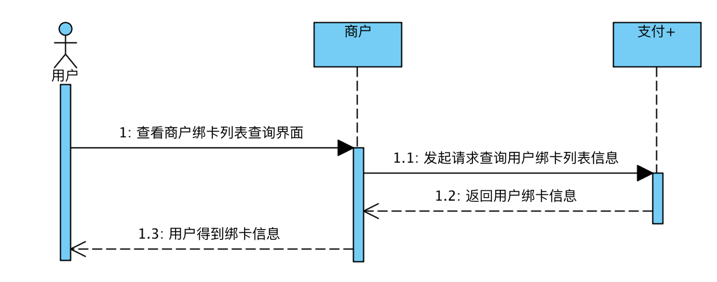 商户
支付+
用户
1: 查看商户绑卡列表查询界面
1.1: 发起请求查询用户绑卡列表信息
1.2: 返回用户绑卡信息
1.3: 用户得到绑卡信息